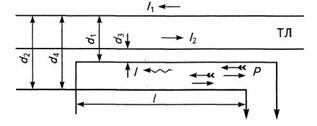 I₁
d₁
d₃
I₂
ТЛ
d₂
d₄
I
P
l